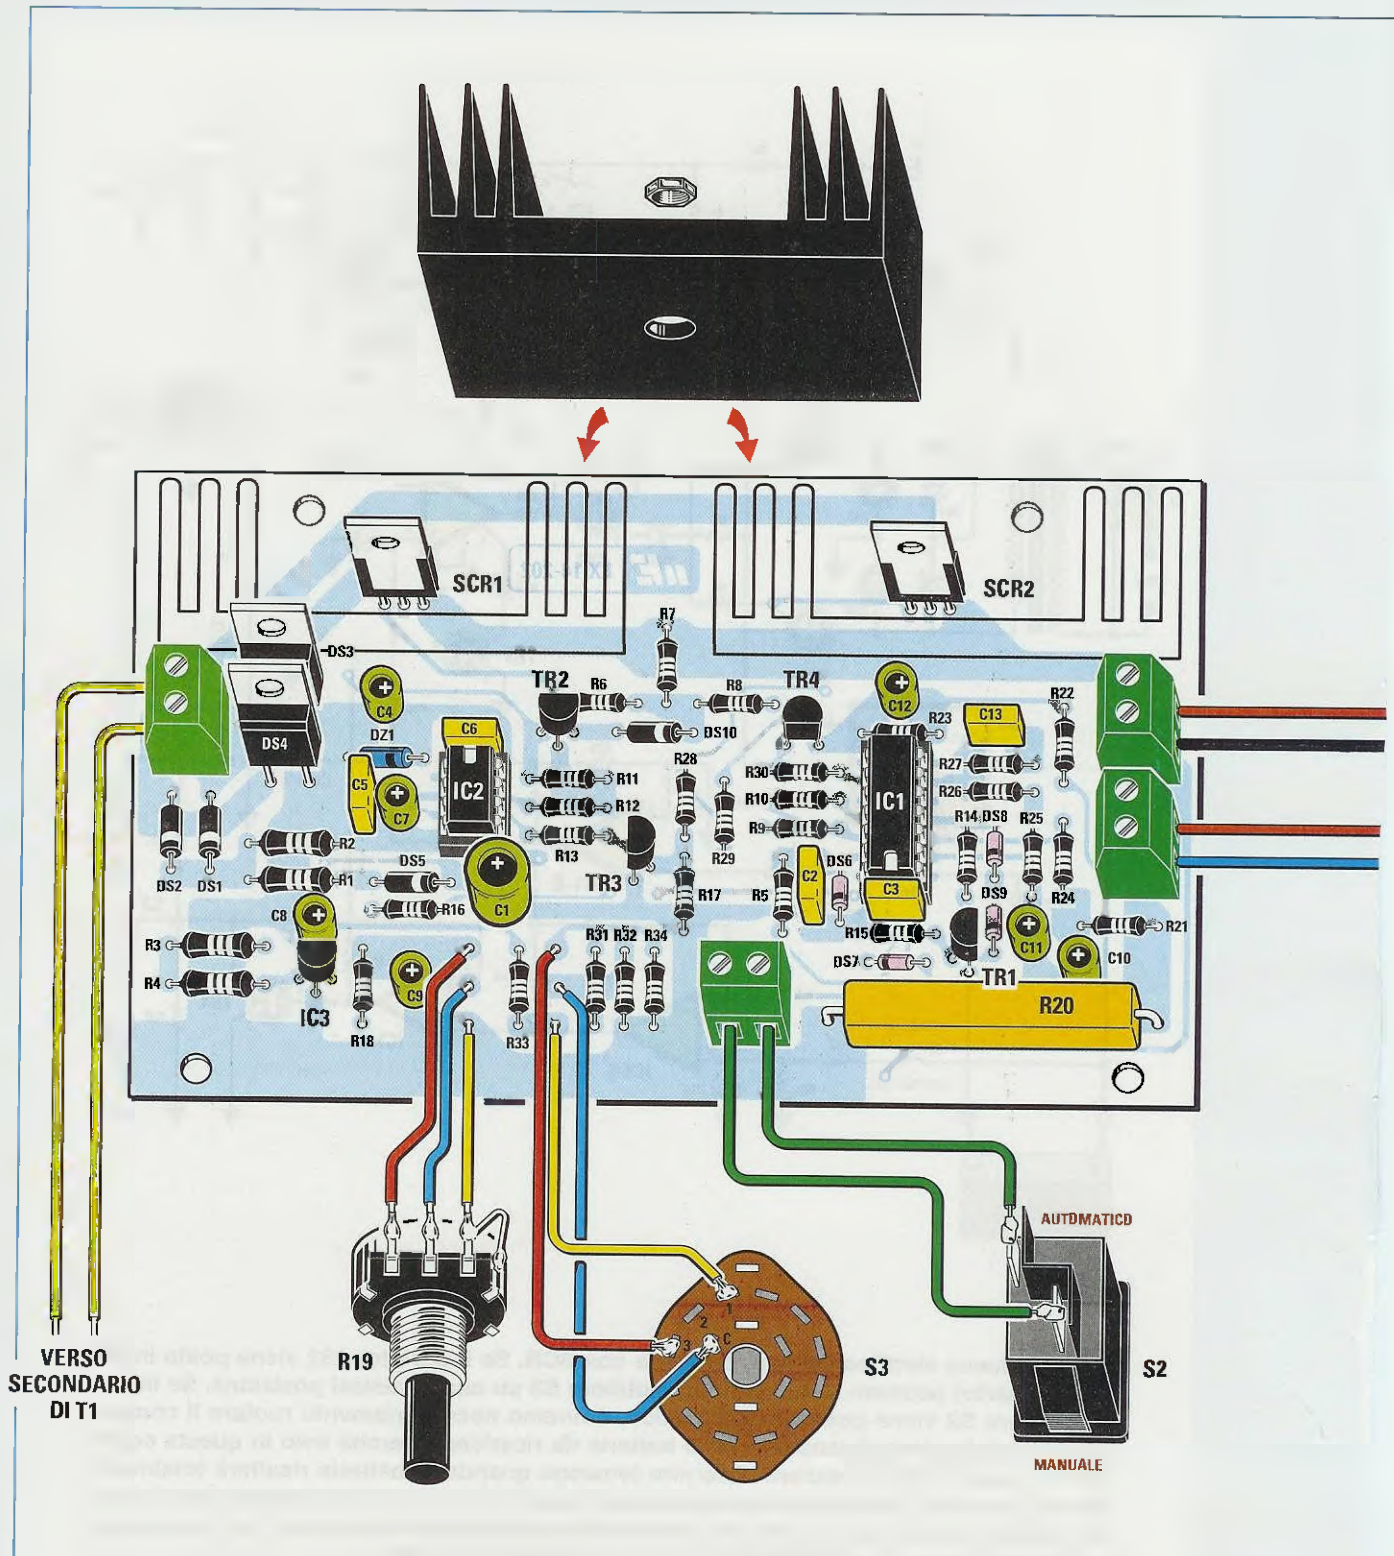 SCR1
SCR2
R7
DS3
TR2
R6
R8
TR4
R22
C4
C12
R23
C13
DS10
C6
DS4
DZ1
R28
R27
R30
R11
C5
IC2
IC1
R26
C7
R12
R10
R14
DS8
R25
R9
R2
R13
DS5
R29
DS6
DS2
DS1
R1
TR3
C2
C3
DS9
R24
R16
C1
R17
R5
C8
R3
R31
R32
R34
R15
C11
R21
DS7
C10
R4
C9
TR1
IC3
R18
R33
R20
AUTOMATICO
1
2
3
C
VERSO
SECONDARIO
DI T1
R19
S3
S2
MANUALE